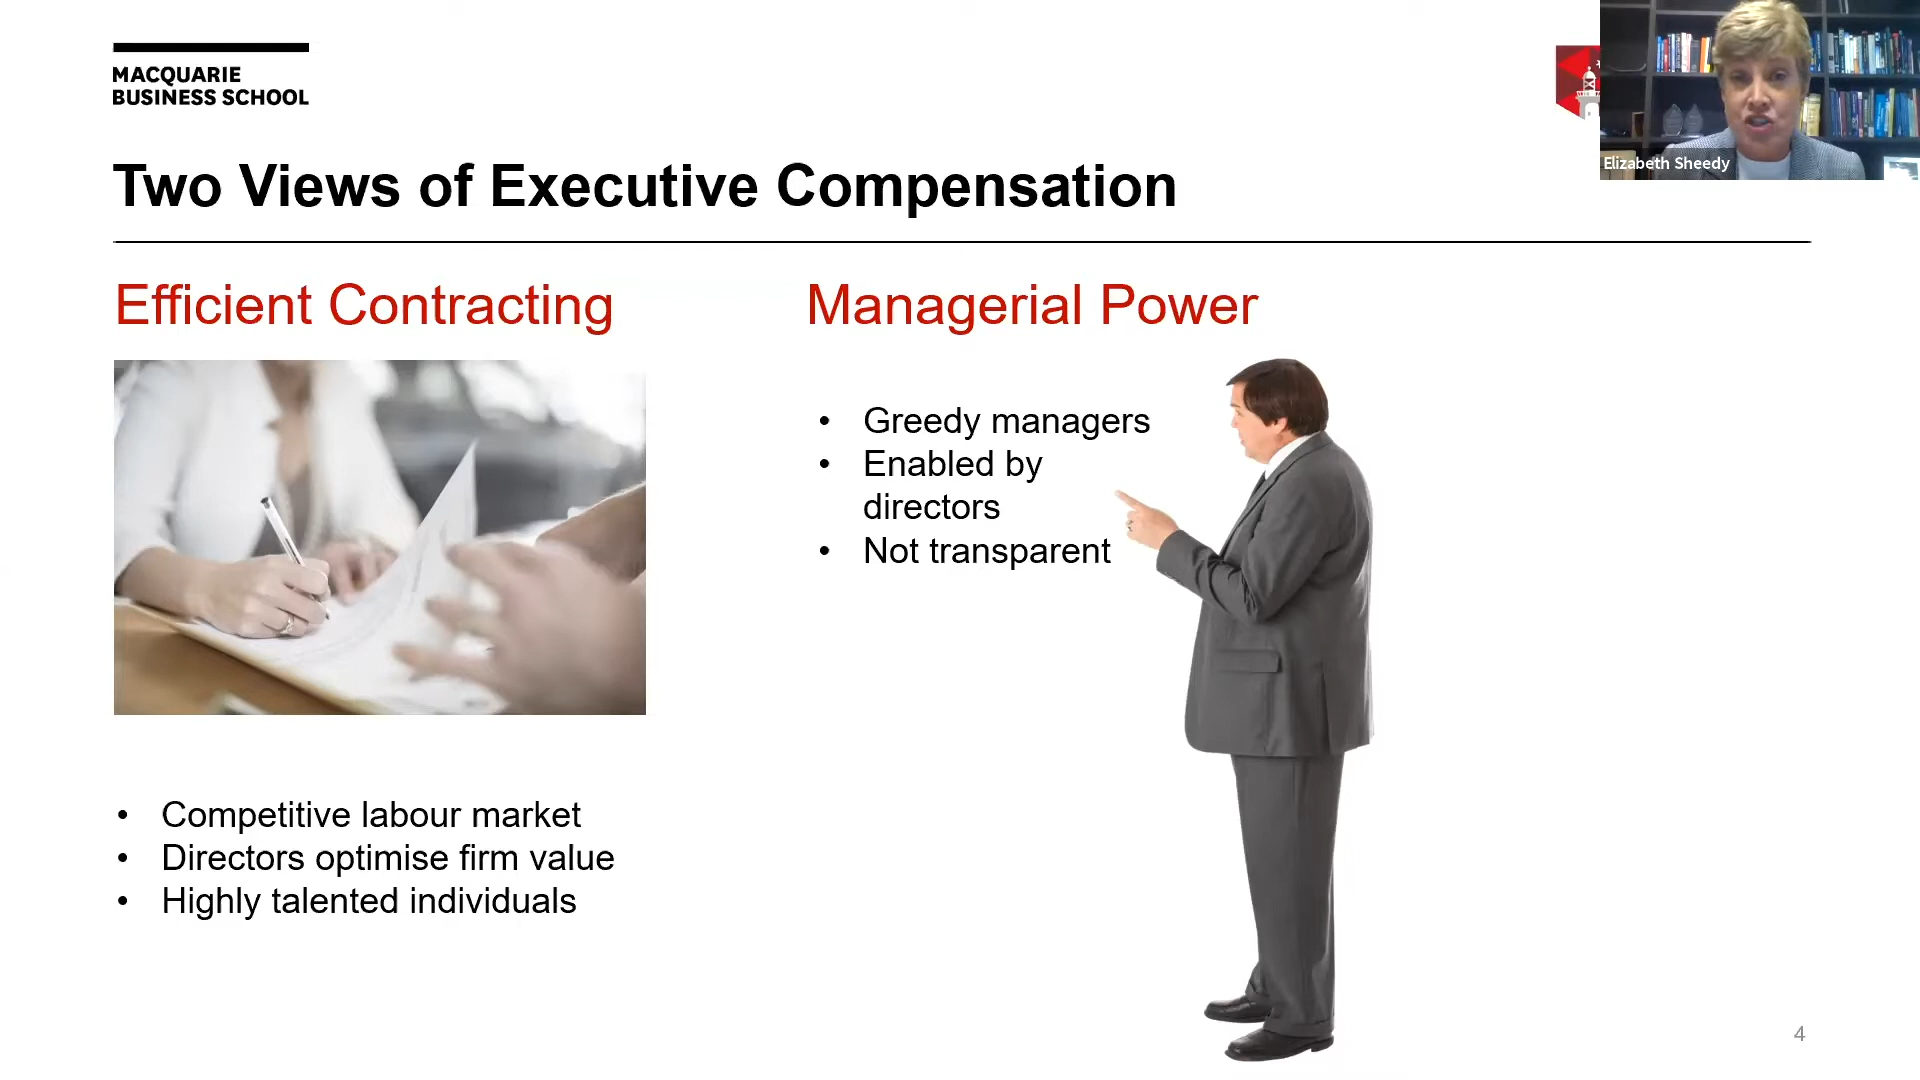 MACQUARIE
BUSINESS SCHOOL
Elizabeth Sheedy
Two Views of Executive Compensation
Efficient Contracting
• Competitive labour market
• Directors optimise firm value
• Highly talented individuals
Managerial Power
• Greedy managers
• Enabled by
directors
• Not transparent
4